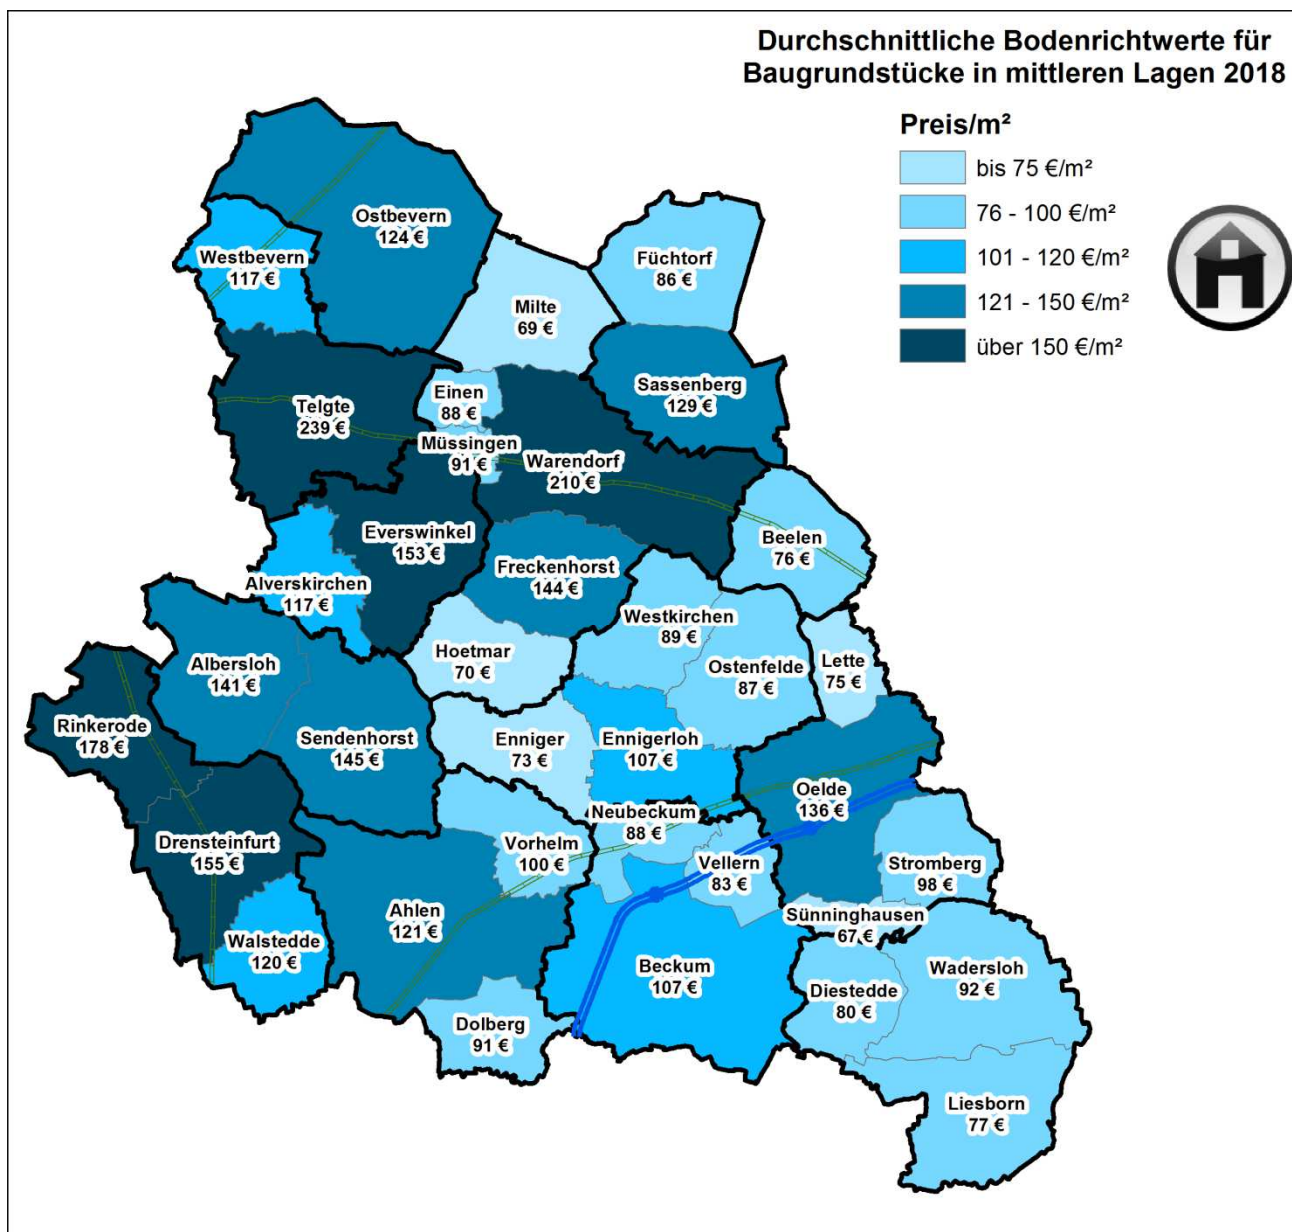 Durchschnittliche Bodenrichtwerte für
Baugrundstücke in mittleren Lagen 2018
Preis/m²
bis 75 €/m²
76 - 100 €/m²
101 - 120 €/m²
121 - 150 €/m²
über 150 €/m²
Ostbevern
124 €
Westbevern
117 €
Füchtorf
86 €
Milte
69 €
Sassenberg
129 €
Einen
88 €
Telgte
239 €
Müssingen
91 €
Warendorf
210 €
Everswinkel
153 €
Beelen
76 €
Freckenhorst
144 €
Alverskirchen
117 €
Westkirchen
89 €
Hoetmar
70 €
Ostenfelde
87 €
Lette
75 €
Albersloh
141 €
Rinkerode
178 €
Sendenhorst
145 €
Enniger
73 €
Ennigerloh
107 €
Oelde
136 €
Neubeckum
88 €
Drensteinfurt
155 €
Vorhelm
100 €
Vellern
83 €
Stromberg
98 €
Ahlen
121 €
Sünninghausen
67 €
Walstedde
120 €
Beckum
107 €
Wadersloh
92 €
Diestedde
80 €
Dolberg
91 €
Liesborn
77 €